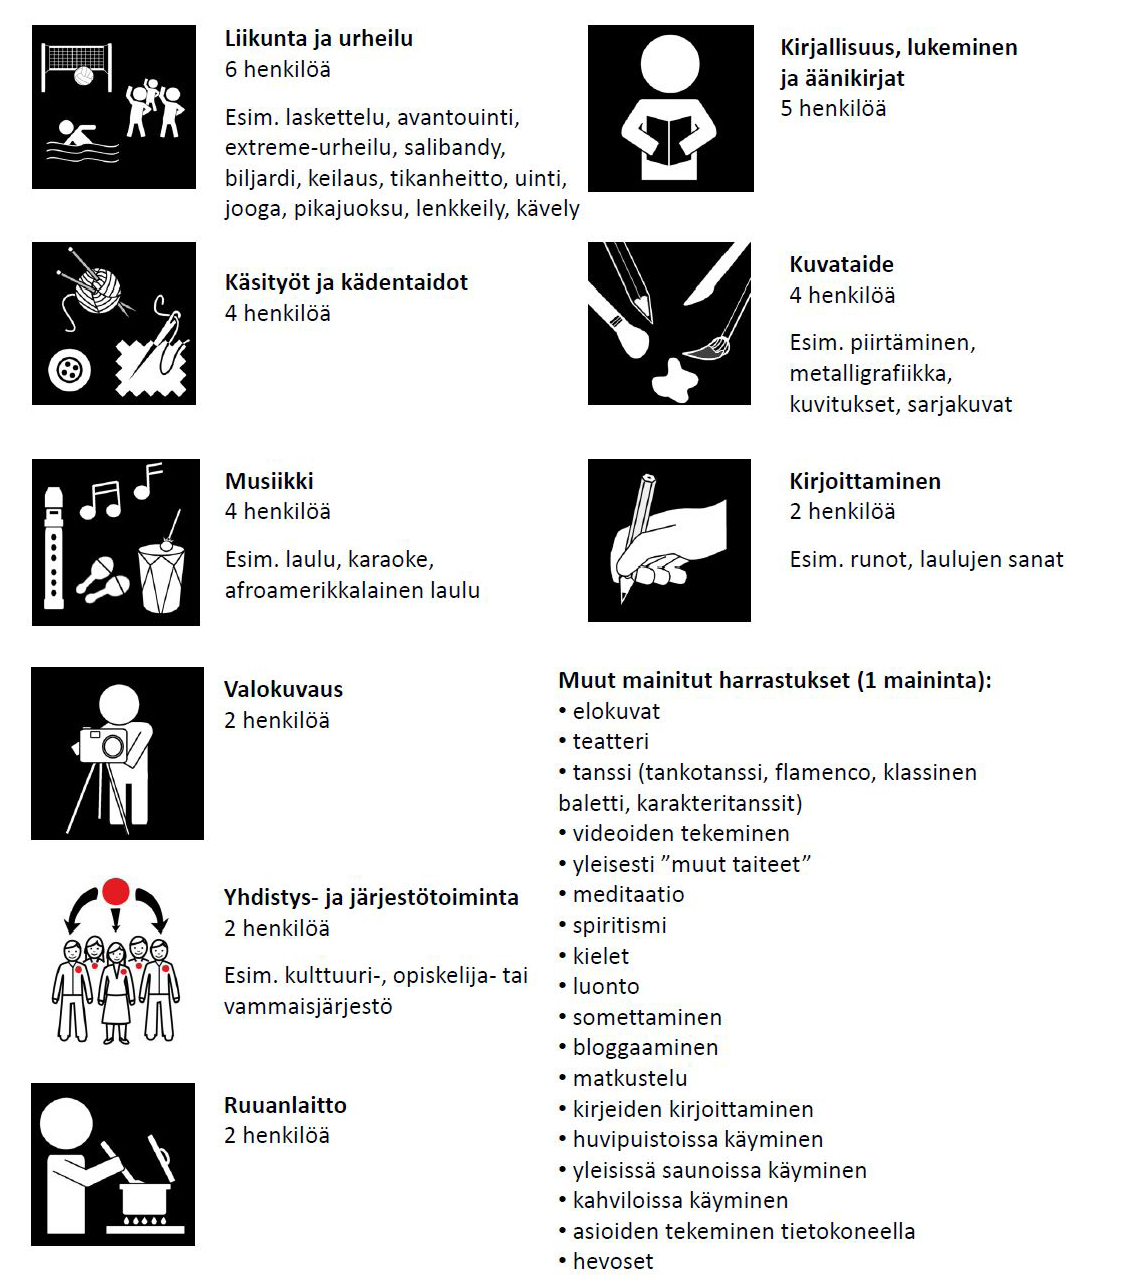 Liikunta ja urheilu
6 henkilöä
Esim. laskettelu, avantouinti,
extreme-urheilu, salibandy,
biljardi, keilaus, tikanheitto, uinti,
jooga, pikajuoksu, lenkkeily, kävely
Kirjallisuus, lukeminen
ja äänikirjat
5 henkilöä
Käsityöt ja kädentaidot
4 henkilöä
Kuvataide
4 henkilöä
Esim. piirtäminen,
metalligrafiikka,
kuvitukset, sarjakuvat
Musiikki
4 henkilöä
Esim. laulu, karaoke,
afroamerikkalainen laulu
Kirjoittaminen
2 henkilöä
Esim. runot, laulujen sanat
Valokuvaus
2 henkilöä
Yhdistys- ja järjestötoiminta
2 henkilöä
Esim. kulttuuri-, opiskelija- tai
vammaisjärjestö
Ruuanlaitto
2 henkilöä
Muut mainitut harrastukset (1 maininta):
• elokuvat
• teatteri
• tanssi (tankotanssi, flamenco, klassinen
baletti, karakteritanssit)
• videoiden tekeminen
• yleisesti ”muut taiteet”
• meditaatio
• spiritismi
• kielet
• luonto
• somettaminen
• bloggaaminen
• matkustelu
• kirjeiden kirjoittaminen
• huvipuistoissa käyminen
• yleisissä saunoissa käyminen
• kahviloissa käyminen
• asioiden tekeminen tietokoneella
• hevoset